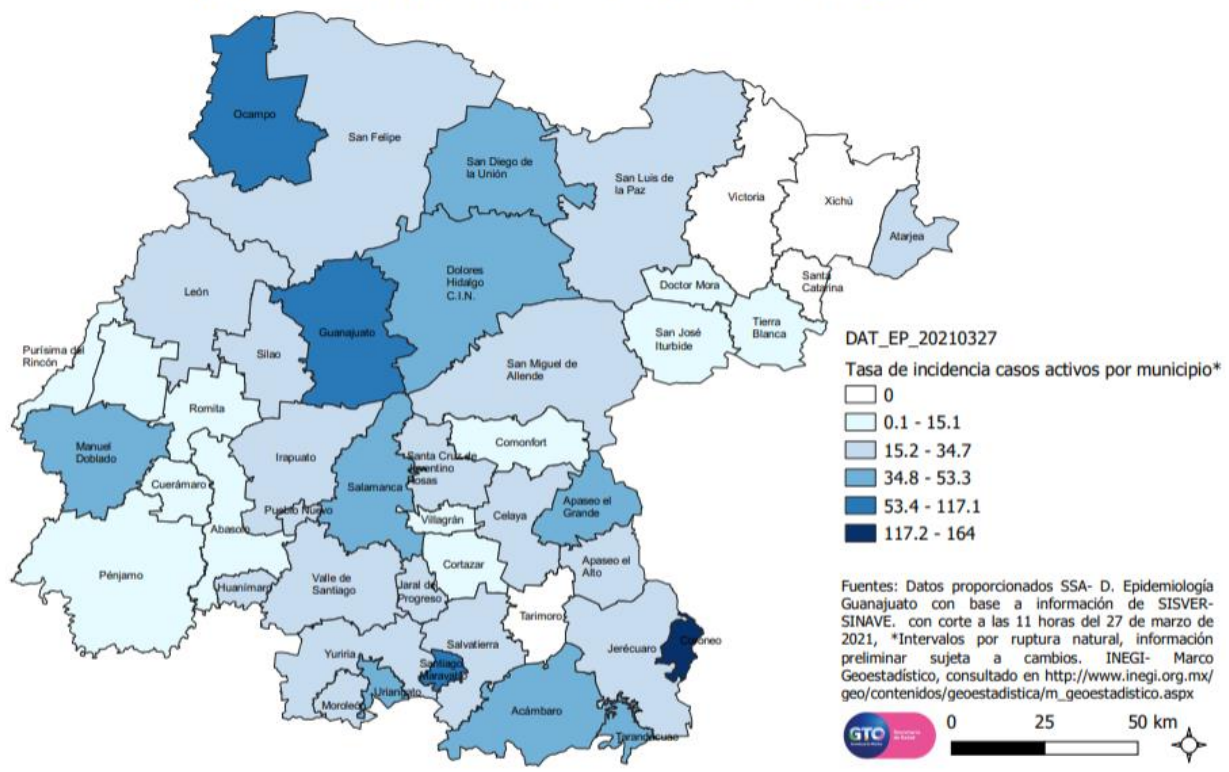 Ocampo
San Felipe
San Diego de
la Unión
San Luis de
la Paz
Victoria
Xichú
Atarjea
León
Dolores
Hidalgo
C.I.N.
Doctor Mora
Santa
Catarina
Guanajuato
Silao
San José
Iturbide
Tierra
Blanca
Purísima del
Rincón
San Miguel de
Allende
Romita
Manuel
Doblado
Irapuato
Santa Cruz de
Juventino
Rosas
Comonfort
Cuerámaro
Salamanca
Apaseo el
Grande
Pueblo Nuevo
Villagrán
Celaya
Abasolo
Pénjamo
Huanímaro
Valle de
Santiago
Jaral del
Progreso
Cortazar
Apaseo el
Alto
Tarimoro
Yuriria
Salvatierra
Jerécuaro
Coroneo
Santiago
Maravatío
Uriangato
Moroleón
Acámbaro
Tarandacuao
DAT_EP_20210327
Tasa de incidencia casos activos por municipio*
0
0.1 - 15.1
15.2 - 34.7
34.8 - 53.3
53.4 - 117.1
117.2 - 164
Fuentes: Datos proporcionados SSA- D. Epidemiología
Guanajuato con base a información de SISVER-
SINAVE. con corte a las 11 horas del 27 de marzo de
2021, *Intervalos por ruptura natural, información
preliminar sujeta a cambios. INEGI- Marco
Geoestadístico, consultado en http://www.inegi.org.mx/
geo/contenidos/geoestadistica/m_geoestadistico.aspx
GTO
0 25 50 km